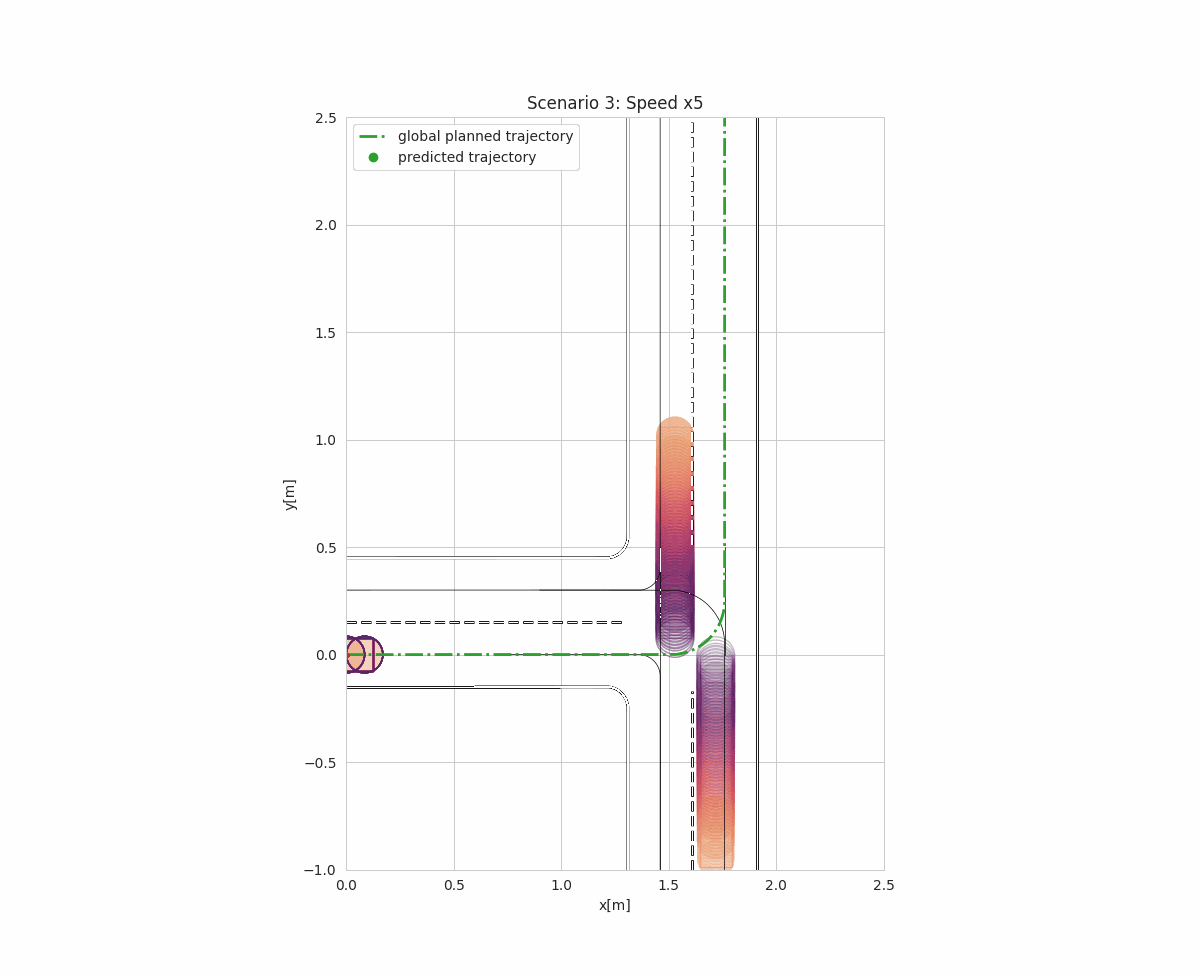 Scenario 3: Speed x5
global planned trajectory
predicted trajectory
2.5
2.0
1.5
1.0
0.5
0.0
−0.5
−1.0
y[m]
0.0 0.5 1.0 1.5 2.0 2.5
x[m]